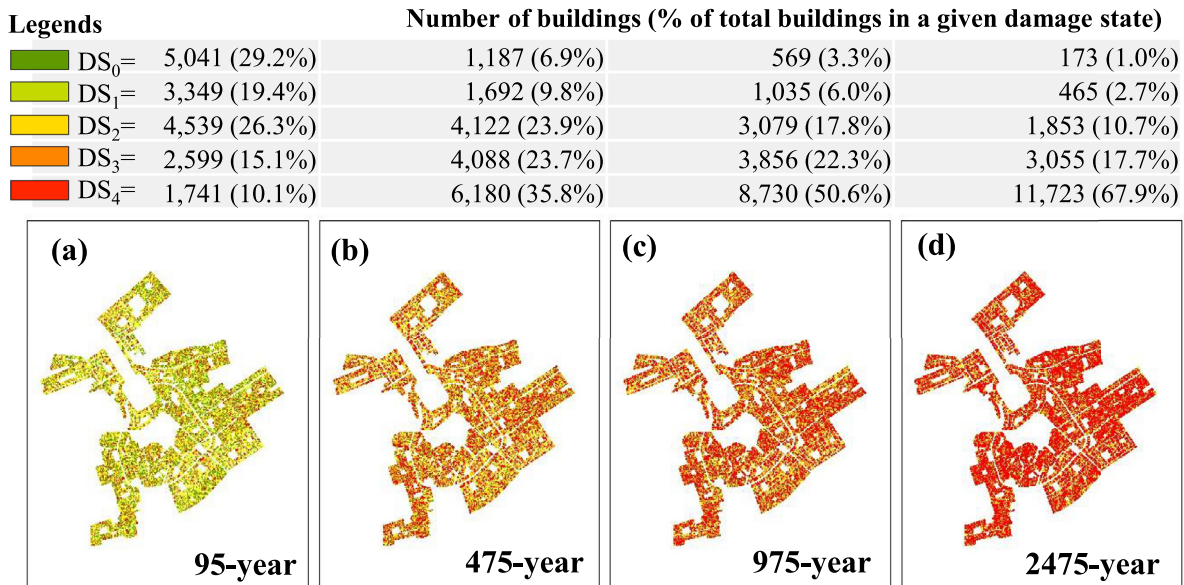 Legends
Number of buildings (% of total buildings in a given damage state)
DS0= 5,041 (29.2%) 1,187 (6.9%) 569 (3.3%) 173 (1.0%)
DS1= 3,349 (19.4%) 1,692 (9.8%) 1,035 (6.0%) 465 (2.7%)
DS2= 4,539 (26.3%) 4,122 (23.9%) 3,079 (17.8%) 1,853 (10.7%)
DS3= 2,599 (15.1%) 4,088 (23.7%) 3,856 (22.3%) 3,055 (17.7%)
DS4= 1,741 (10.1%) 6,180 (35.8%) 8,730 (50.6%) 11,723 (67.9%)
(a) (b) (c) (d)
95-year 475-year 975-year 2475-year